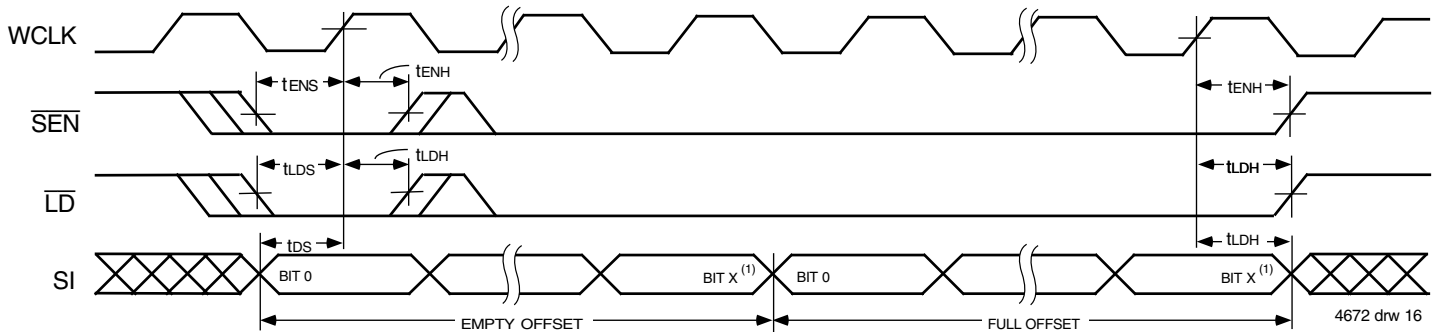 WCLK
tENS
tENH
SEN
tENH
tLDS
tLDH
LD
tLDH
tDS
tLDH
SI
BIT 0
BIT X (1)
BIT 0
BIT X (1)
EMPTY OFFSET
FULL OFFSET
4672 drw 16